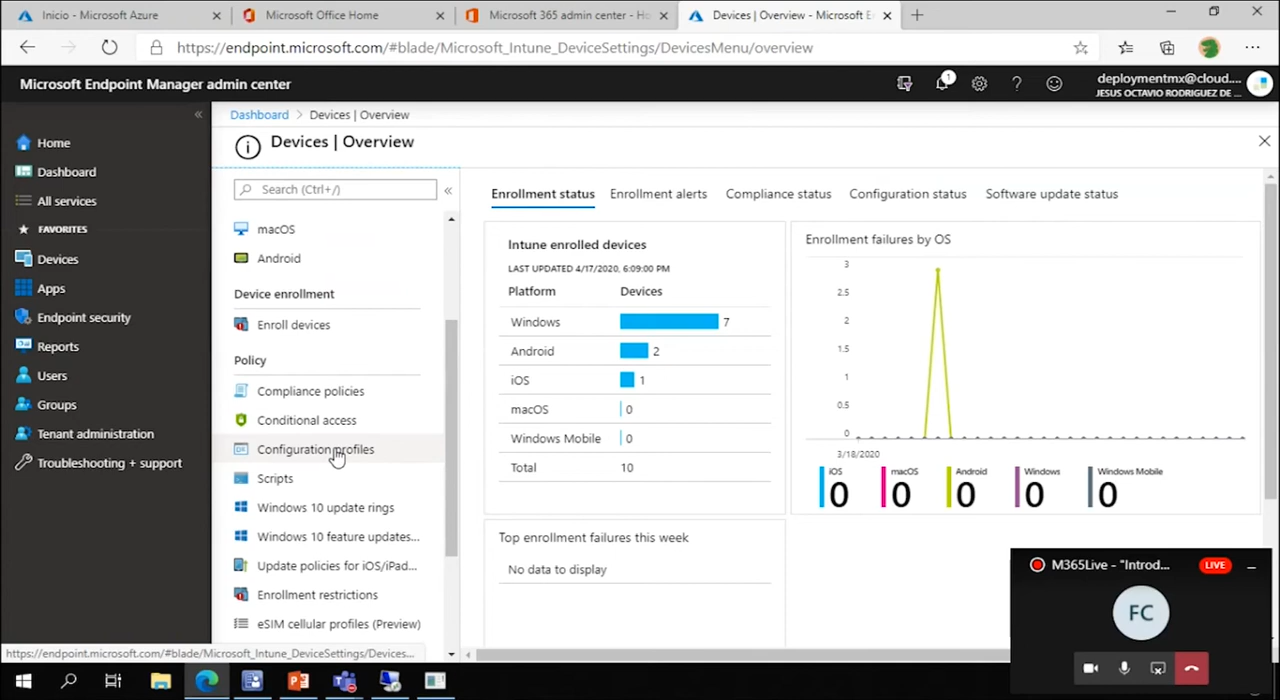 Inicio - Microsoft Azure
Microsoft Office Home
Microsoft 365 admin center - Ho
Devices | Overview - Microsoft E
https://endpoint.microsoft.com/#blade/Microsoft_Intune_DeviceSettings/DevicesMenu/overview
Microsoft Endpoint Manager admin center
1
deploymentmx@cloud....
JESUS OCTAVIO RODRIGUEZ DE ...
Home
Dashboard
All services
FAVORITES
Devices
Apps
Endpoint security
Reports
Users
Groups
Tenant administration
Troubleshooting + support
Dashboard > Devices | Overview
Devices | Overview
Search (Ctrl+/)
macOS
Android
Device enrollment
Enroll devices
Policy
Compliance policies
Conditional access
Configuration profiles
Scripts
Windows 10 update rings
Windows 10 feature updates...
Update policies for iOS/iPad...
Enrollment restrictions
eSIM cellular profiles (Preview)
https://endpoint.microsoft.com/#blade/Microsoft_Intune_DeviceSettings/Devices...
Enrollment status
Enrollment alerts
Compliance status
Configuration status
Software update status
Intune enrolled devices
LAST UPDATED 4/17/2020, 6:09:00 PM
Platform Devices
Windows 7
Android 2
iOS 1
macOS 0
Windows Mobile 0
Total 10
Enrollment failures by OS
3
2.5
2
1.5
1
0.5
0
3/18/2020
iOS
0
macOS
0
Android
0
Windows
0
Windows Mobile
0
Top enrollment failures this week
No data to display
M365Live - "Introd...
LIVE
FC